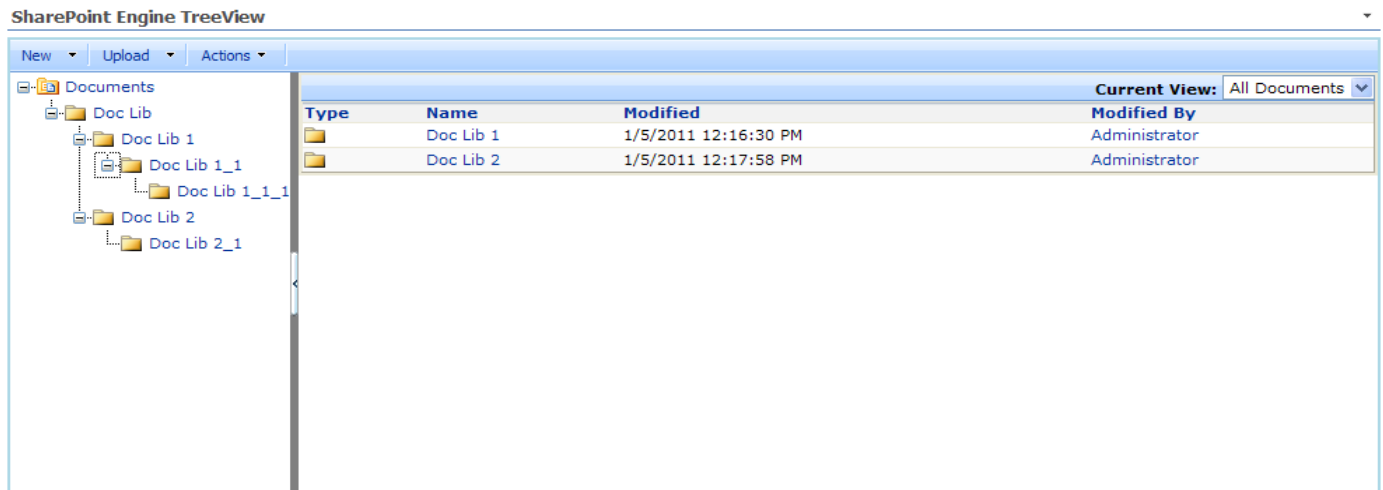 SharePoint Engine TreeView
New Upload Actions
Documents
Doc Lib
Doc Lib 1
Doc Lib 1_1
Doc Lib 1_1_1
Doc Lib 2
Doc Lib 2_1
Current View: All Documents
Type Name Modified Modified By
Doc Lib 1 1/5/2011 12:16:30 PM Administrator
Doc Lib 2 1/5/2011 12:17:58 PM Administrator